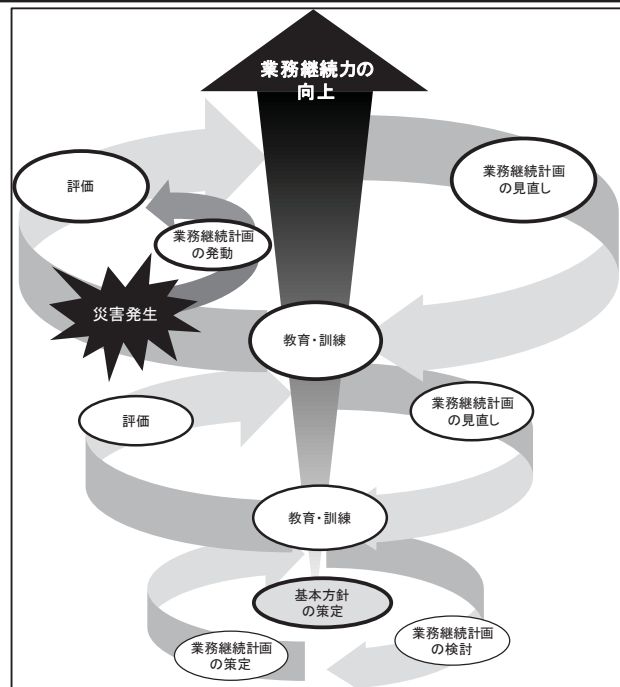 業務継続力の
向上
評価
業務継続計画
の見直し
業務継続計画
の発動
災害発生
教育・訓練
評価
業務継続計画
の見直し
教育・訓練
基本方針
の策定
業務継続計画
の策定
業務継続計画
の検討